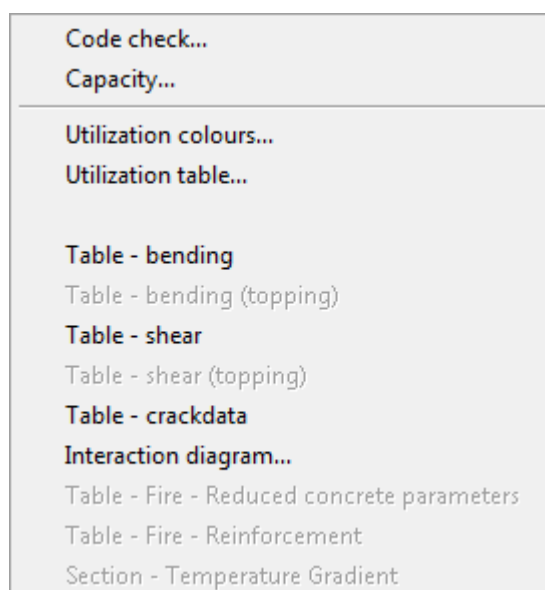 Code check...
Capacity...
Utilization colours...
Utilization table...
Table - bending
Table - bending (topping)
Table - shear
Table - shear (topping)
Table - crackdata
Interaction diagram...
Table - Fire - Reduced concrete parameters
Table - Fire - Reinforcement
Section - Temperature Gradient